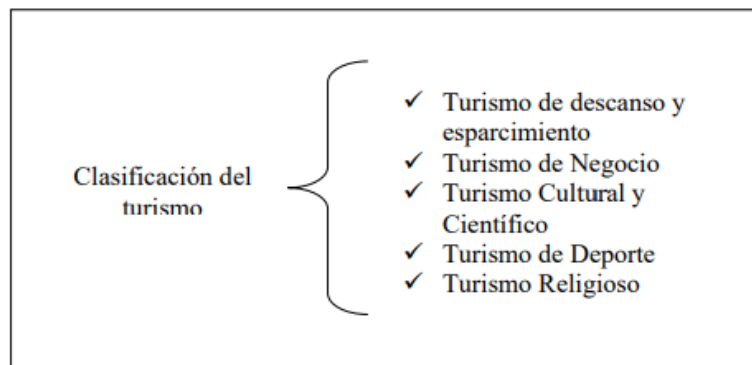 Clasificación del
turismo
✓ Turismo de descanso y
esparcimiento
✓ Turismo de Negocio
✓ Turismo Cultural y
Científico
✓ Turismo de Deporte
✓ Turismo Religioso